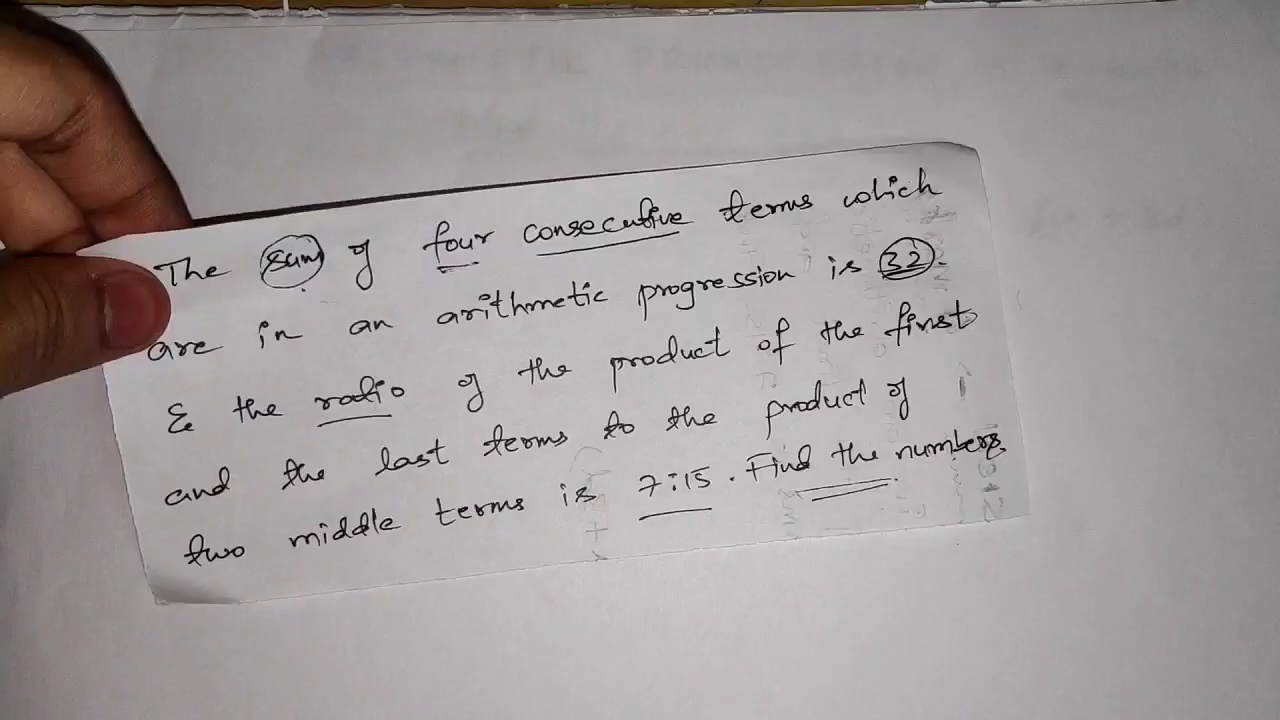 The sum of four consecutive terms which
are in an arithmetic progression is 32.
& the ratio of the product of the first
and the last terms to the product of
two middle terms is 7:15. Find the numbers